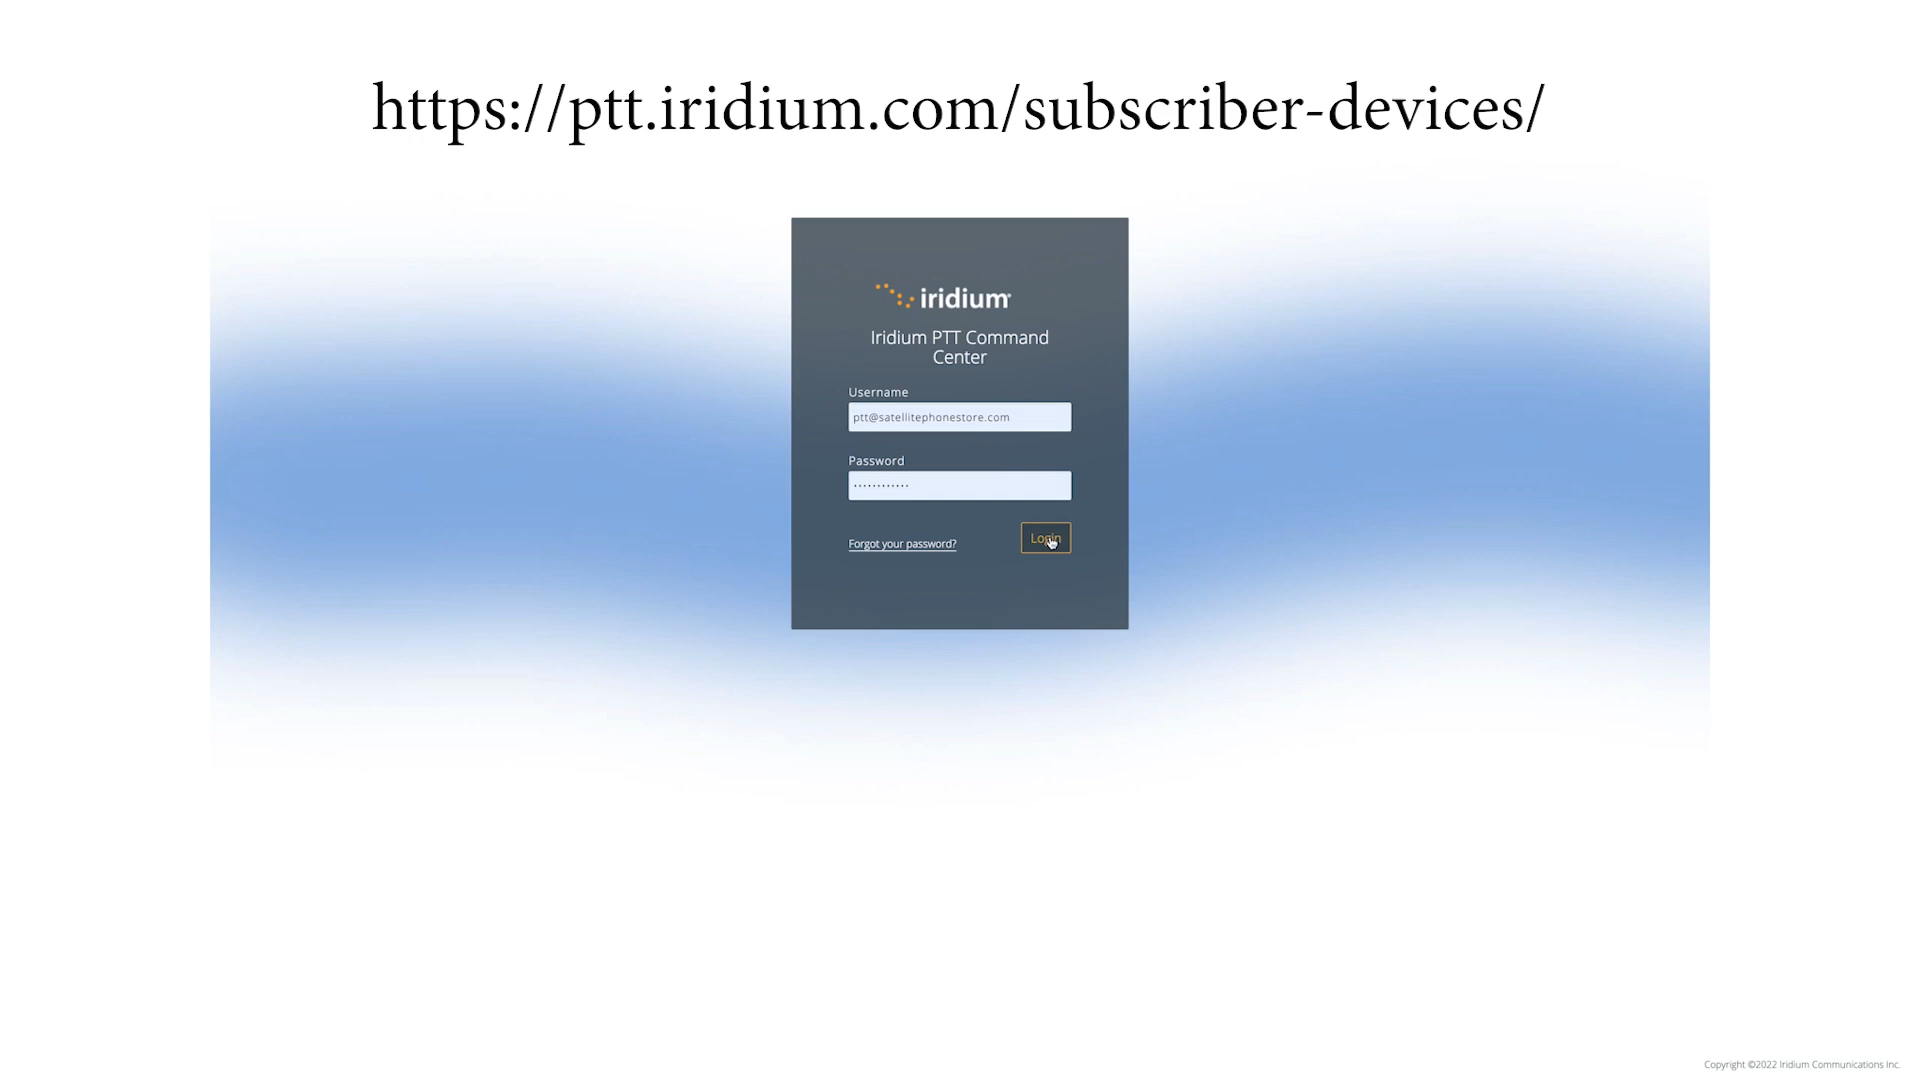 https://ptt.iridium.com/subscriber-devices/
iridium
Iridium PTT Command
Center
Username
ptt@satellitephonestore.com
Password
············
Forgot your password?
Login
Copyright ©2022 Iridium Communications Inc.